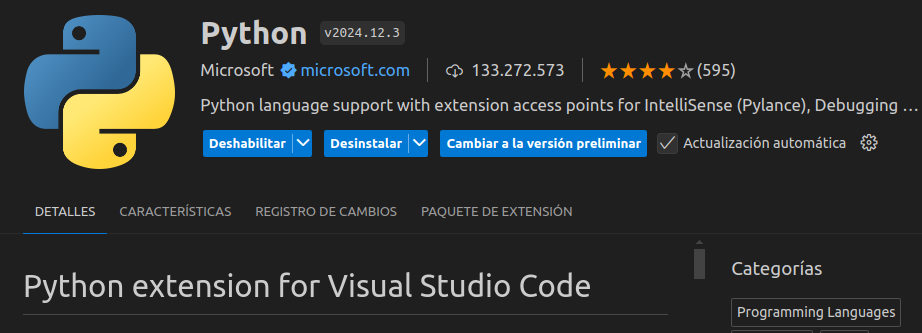 Python v2024.12.3
Microsoft microsoft.com 133.272.573 (595)
Python language support with extension access points for IntelliSense (Pylance), Debugging ...
Deshabilitar Desinstalar Cambiar a la versión preliminar Actualización automática
DETALLES CARACTERÍSTICAS REGISTRO DE CAMBIOS PAQUETE DE EXTENSIÓN
Python extension for Visual Studio Code
Categorías
Programming Languages